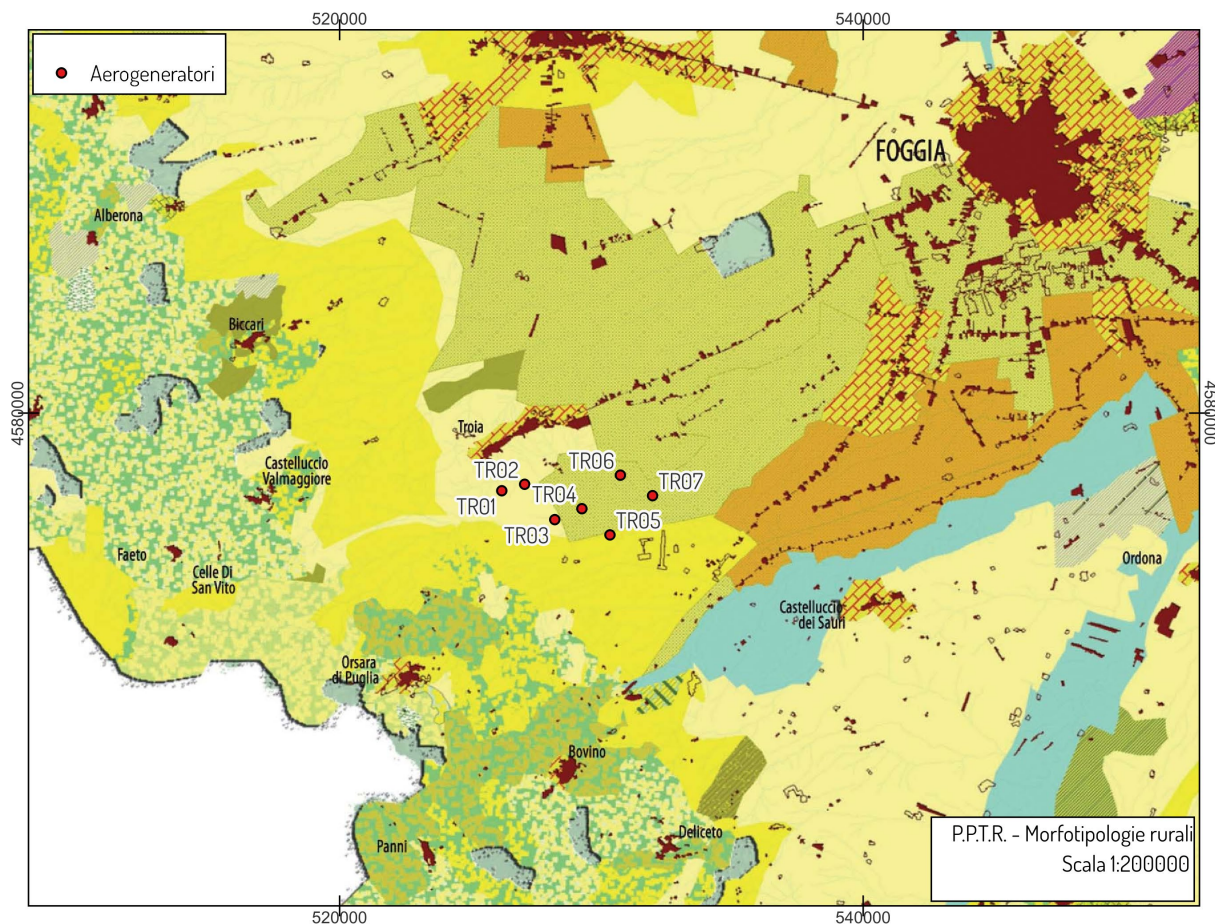 520000
540000
Aerogeneratori
FOGGIA
Alberona
Biccari
4580000
4580000
Troia
TR06
TR02
Castelluccio
Valmaggiore
TR07
TR04
TR01
TR05
TR03
Faeto
Ordona
Celle Di
San Vito
Castelluccio
dei Sauri
Orsara
di Puglia
Bovino
Deliceto
Panni
P.P.T.R. - Morfotipologie rurali
Scala 1:200000
520000
540000